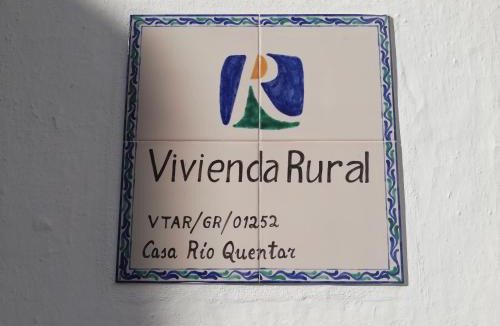 R
Vivienda Rural
VTAR/GR/01252
Casa Río Quentar